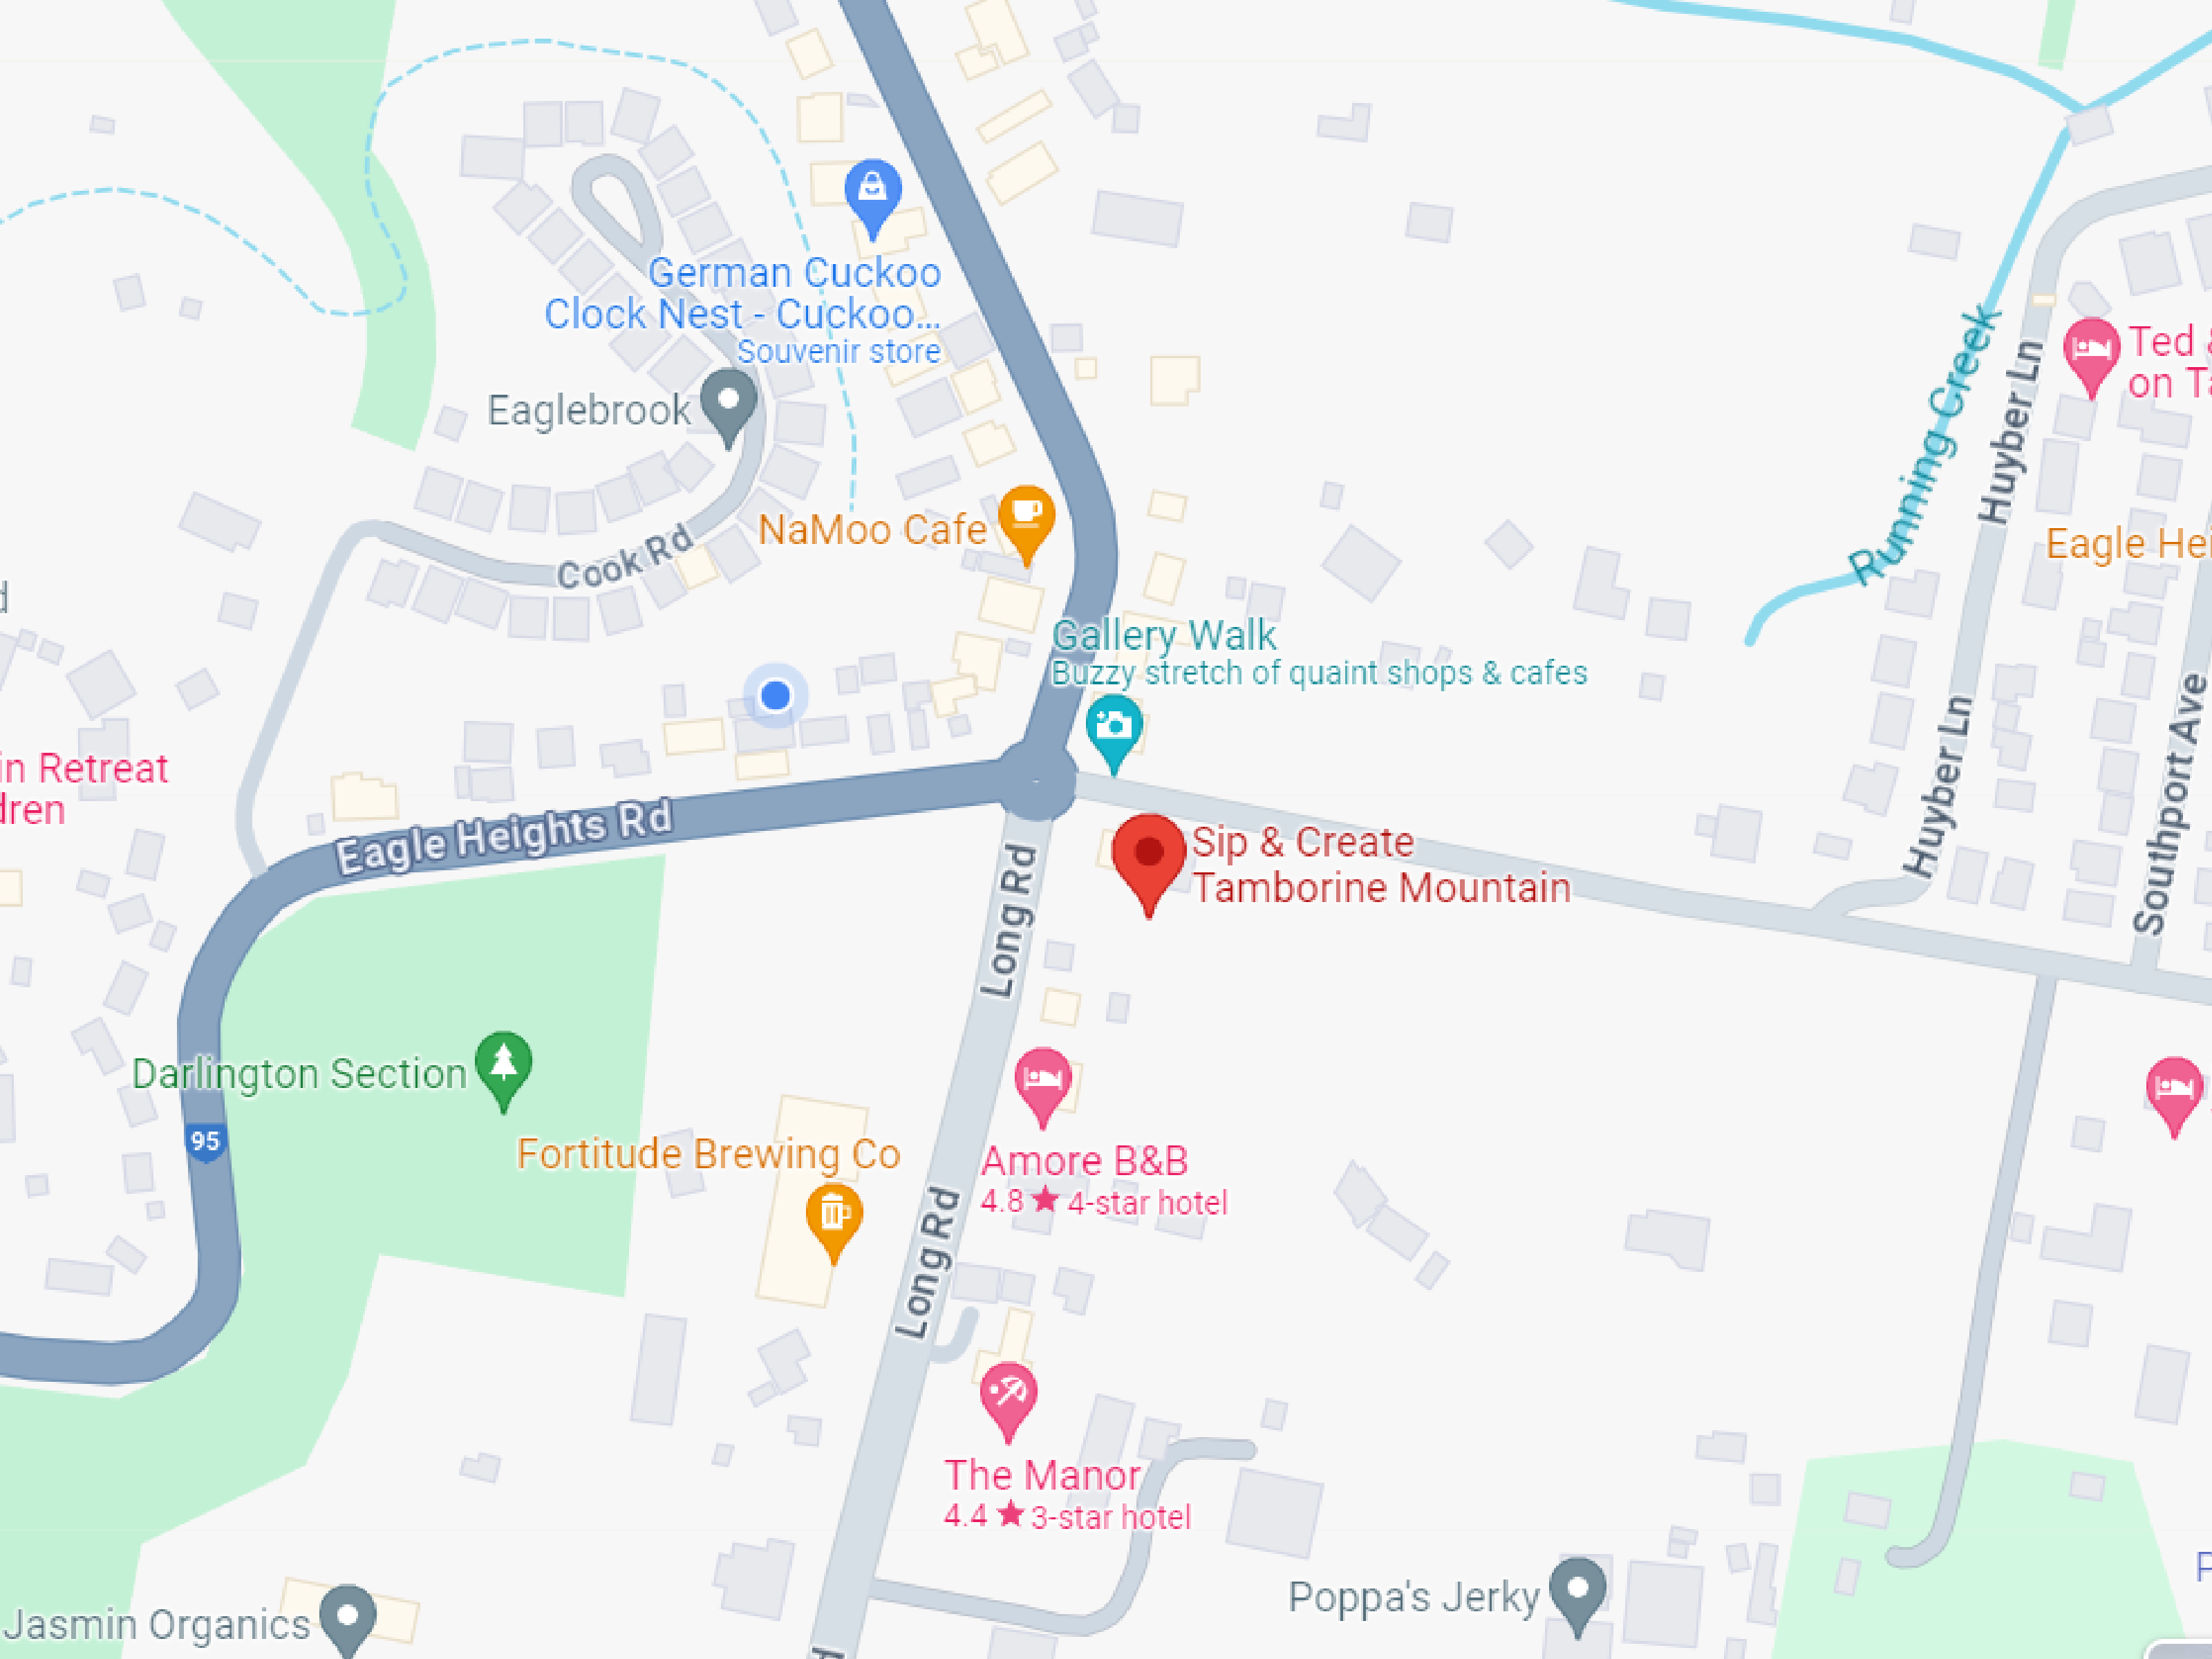 German Cuckoo
Clock Nest - Cuckoo...
Souvenir store
Ted &
on Ta
Running Creek
Huyber Ln
Eaglebrook
NaMoo Cafe
Cook Rd
Eagle Hei
d
Gallery Walk
Buzzy stretch of quaint shops & cafes
Huyber Ln
Southport Ave
in Retreat
dren
Eagle Heights Rd
Sip & Create
Tamborine Mountain
Long Rd
Darlington Section
95
Fortitude Brewing Co
Amore B&B
4.8 ★ 4-star hotel
Long Rd
The Manor
4.4 ★ 3-star hotel
Poppa's Jerky
Jasmin Organics
P
d